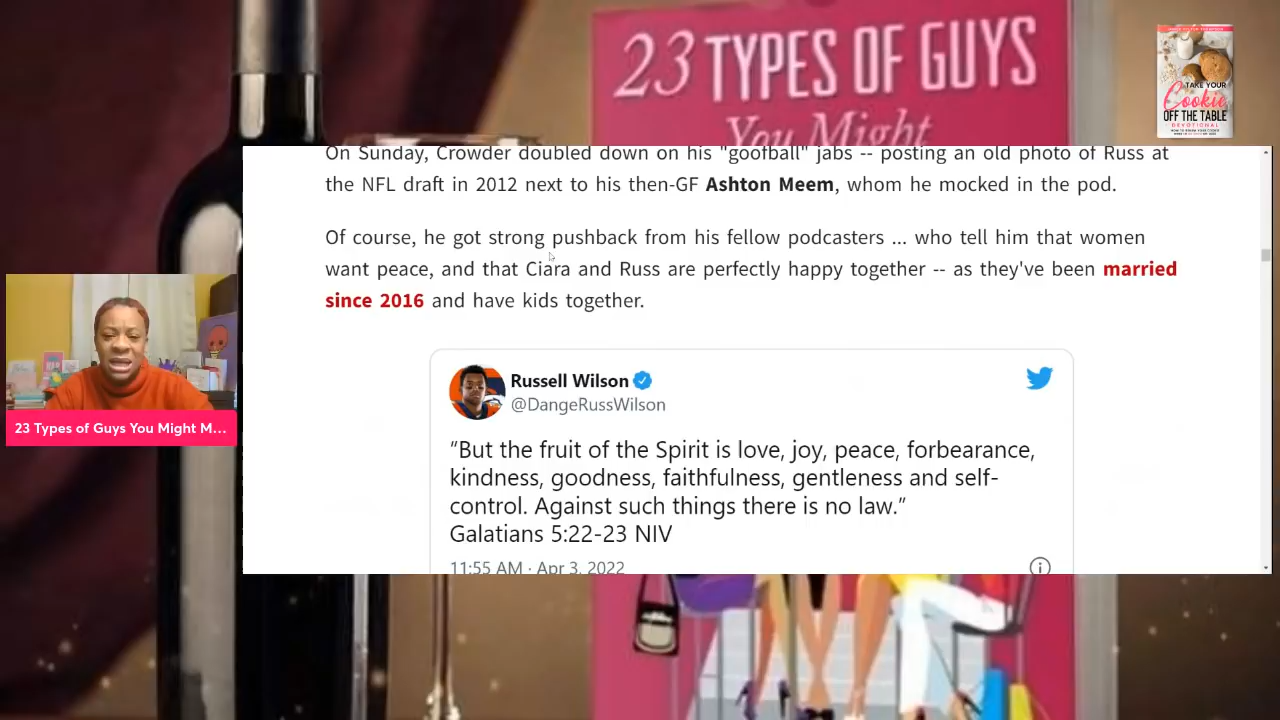 23 TYPES OF GUYS
You Might
TAKE YOUR
Cookie
OFF THE TABLE
DEVOTIONAL
On Sunday, Crowder doubled down on his "goofball" jabs -- posting an old photo of Russ at
the NFL draft in 2012 next to his then-GF Ashton Meem, whom he mocked in the pod.
Of course, he got strong pushback from his fellow podcasters ... who tell him that women
want peace, and that Ciara and Russ are perfectly happy together -- as they've been married
since 2016 and have kids together.
Russell Wilson
@DangeRussWilson
"But the fruit of the Spirit is love, joy, peace, forbearance,
kindness, goodness, faithfulness, gentleness and self-
control. Against such things there is no law."
Galatians 5:22-23 NIV
11:55 AM · Apr 3, 2022
23 Types of Guys You Might M...